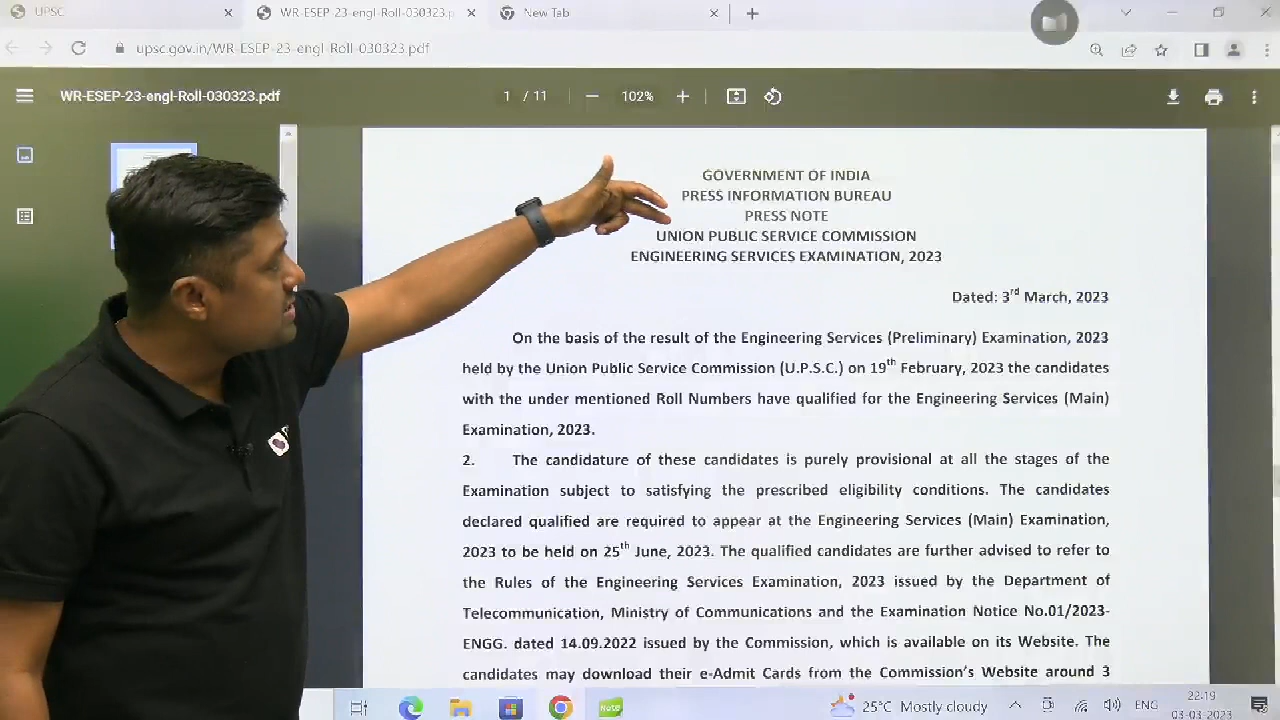 UPSC
WR-ESEP-23-engl-Roll-030323.p
New Tab
upsc.gov.in/WR-ESEP-23-engl-Roll-030323.pdf
WR-ESEP-23-engl-Roll-030323.pdf
1 / 11
102%
GOVERNMENT OF INDIA
PRESS INFORMATION BUREAU
PRESS NOTE
UNION PUBLIC SERVICE COMMISSION
ENGINEERING SERVICES EXAMINATION, 2023
Dated: 3rd March, 2023
On the basis of the result of the Engineering Services (Preliminary) Examination, 2023
held by the Union Public Service Commission (U.P.S.C.) on 19th February, 2023 the candidates
with the under mentioned Roll Numbers have qualified for the Engineering Services (Main)
Examination, 2023.
2. The candidature of these candidates is purely provisional at all the stages of the
Examination subject to satisfying the prescribed eligibility conditions. The candidates
declared qualified are required to appear at the Engineering Services (Main) Examination,
2023 to be held on 25th June, 2023. The qualified candidates are further advised to refer to
the Rules of the Engineering Services Examination, 2023 issued by the Department of
Telecommunication, Ministry of Communications and the Examination Notice No.01/2023-
ENGG. dated 14.09.2022 issued by the Commission, which is available on its Website. The
candidates may download their e-Admit Cards from the Commission's Website around 3
Note
25°C Mostly cloudy
ENG
22:19
03-03-2023